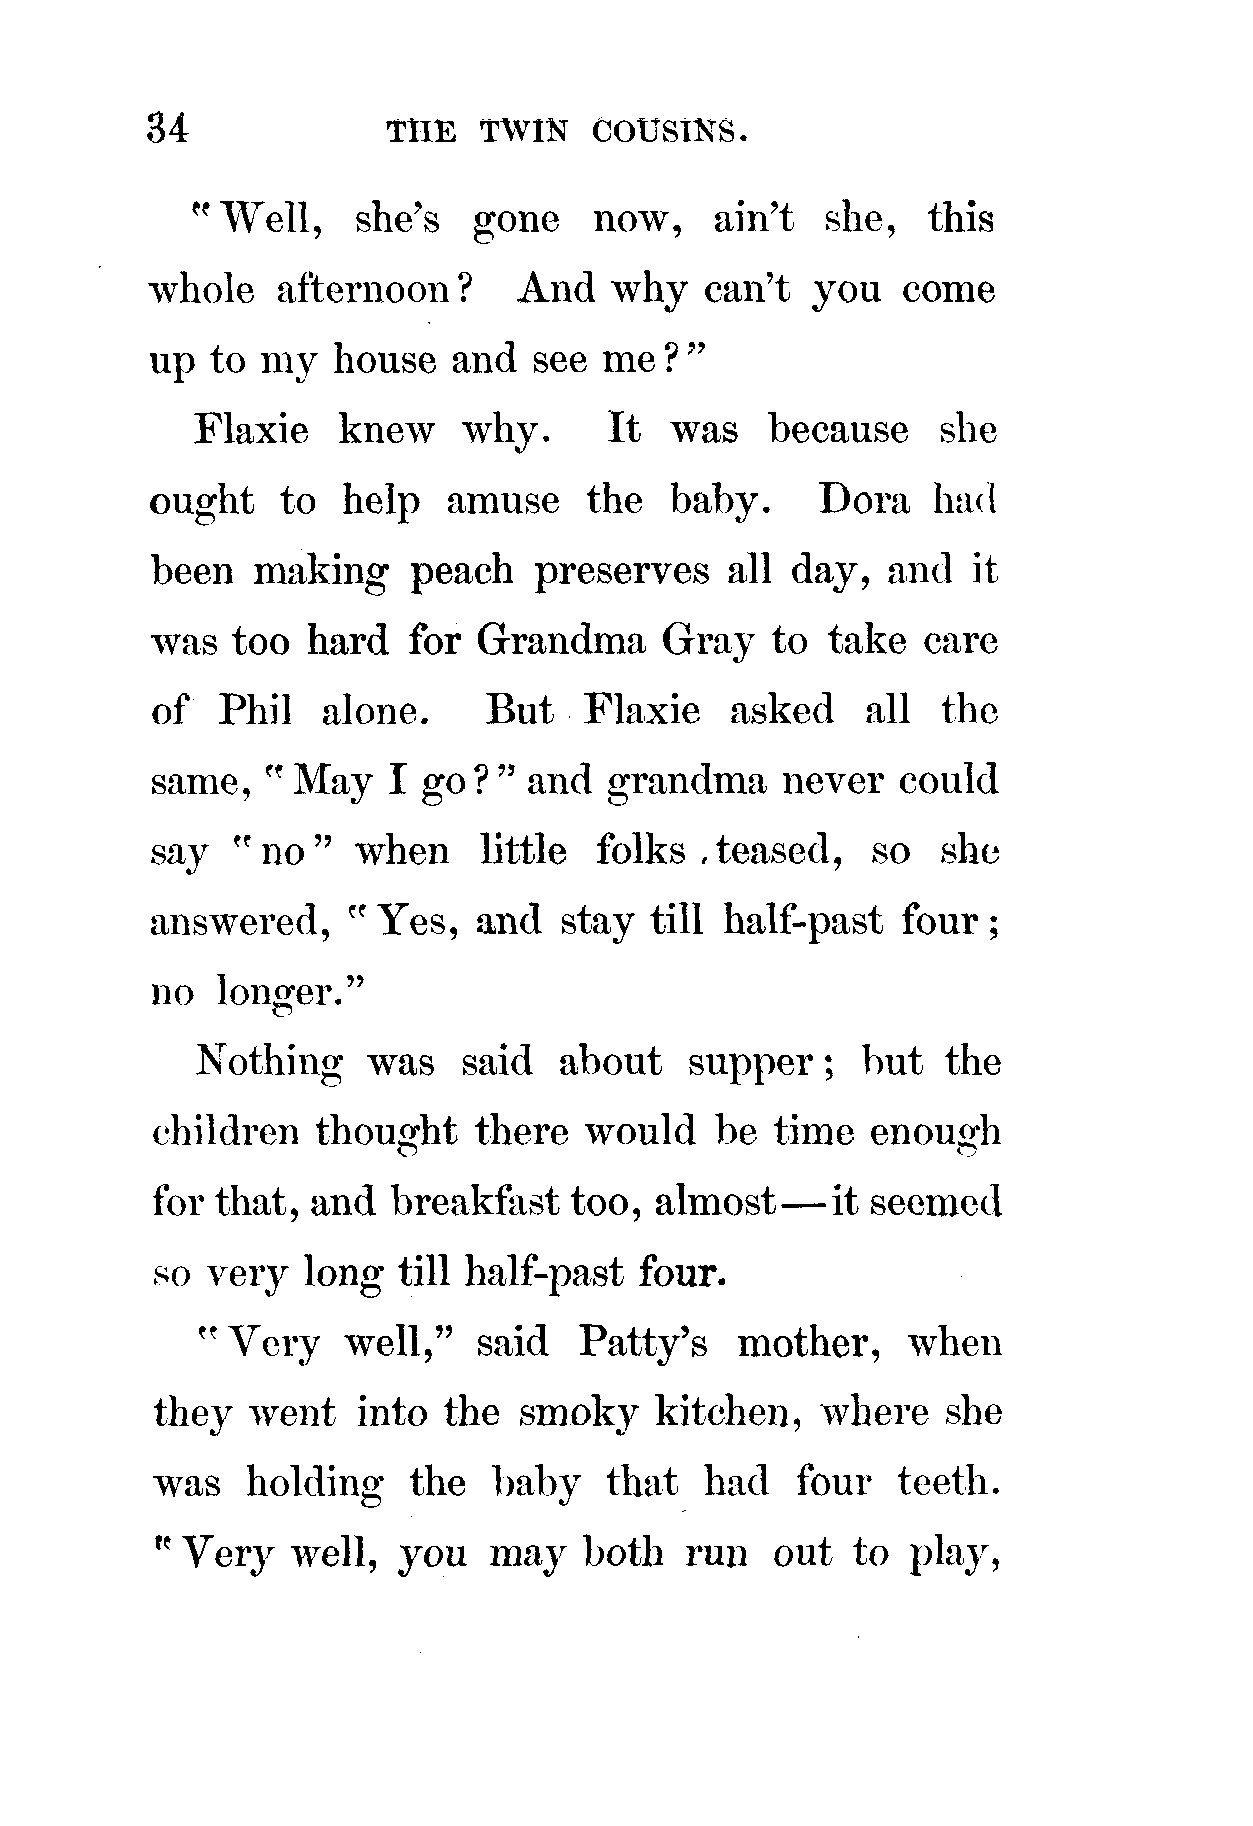 34 THE TWIN COUSINS.
"Well, she's gone now, ain't she, this
whole afternoon? And why can't you come
up to my house and see me?"
Flaxie knew why. It was because she
ought to help amuse the baby. Dora had
been making peach preserves all day, and it
was too hard for Grandma Gray to take care
of Phil alone. But Flaxie asked all the
same, "May I go?" and grandma never could
say "no" when little folks teased, so she
answered, "Yes, and stay till half-past four;
no longer."
Nothing was said about supper; but the
children thought there would be time enough
for that, and breakfast too, almost—it seemed
so very long till half-past four.
"Very well," said Patty's mother, when
they went into the smoky kitchen, where she
was holding the baby that had four teeth.
"Very well, you may both run out to play,